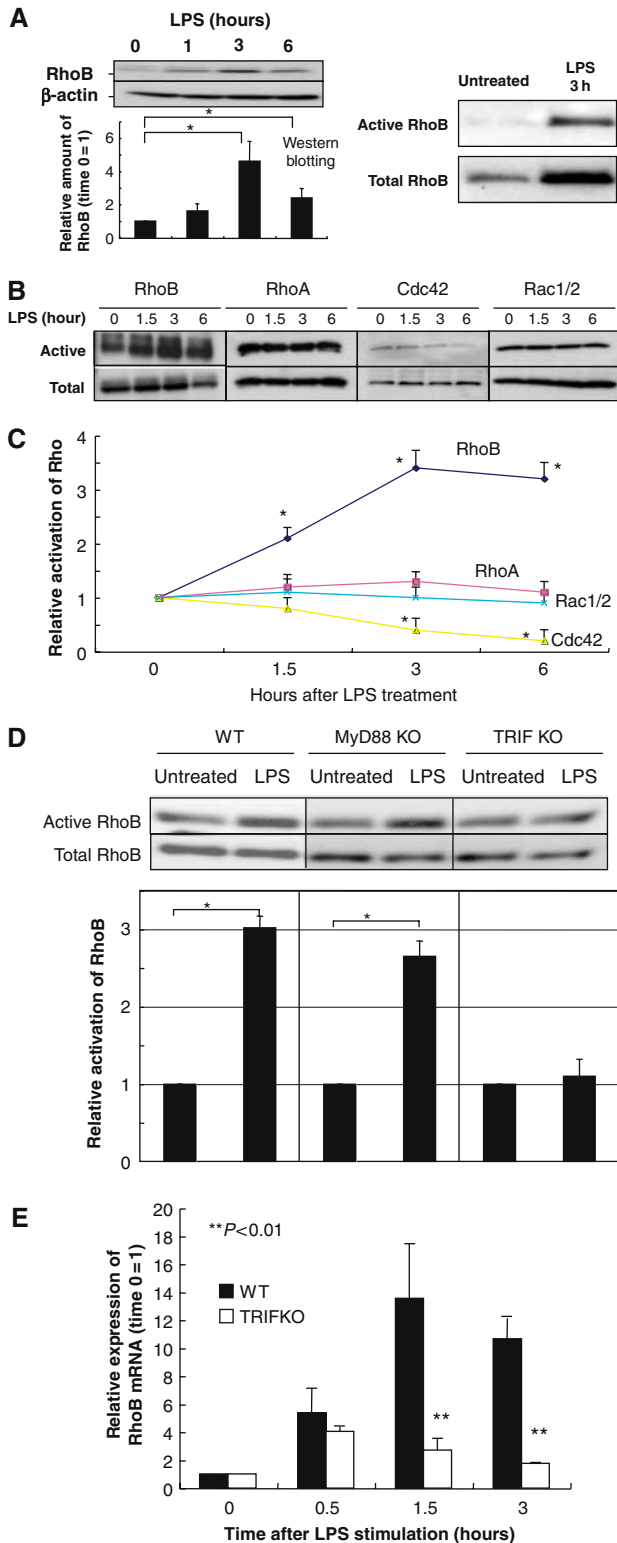 A
LPS (hours)
0 1 3 6
RhoB
β-actin
Relative amount of
RhoB (time 0 = 1)
6
4
2
0
*
*
Western
blotting
Untreated
LPS
3 h
Active RhoB
Total RhoB
B
RhoB RhoA Cdc42 Rac1/2
LPS (hour) 0 1.5 3 6 0 1.5 3 6 0 1.5 3 6 0 1.5 3 6
Active
Total
C
Relative activation of Rho
4
3
2
1
0
*
*
*
*
*
RhoB
RhoA
Rac1/2
Cdc42
0 1.5 3 6
Hours after LPS treatment
D
WT MyD88 KO TRIF KO
Untreated LPS Untreated LPS Untreated LPS
Active RhoB
Total RhoB
Relative activation of RhoB
3
2
1
0
*
*
E
Relative expression of
RhoB mRNA (time 0 = 1)
20
18
16
14
12
10
8
6
4
2
0
**P<0.01
WT
TRIFKO
**
**
0 0.5 1.5 3
Time after LPS stimulation (hours)